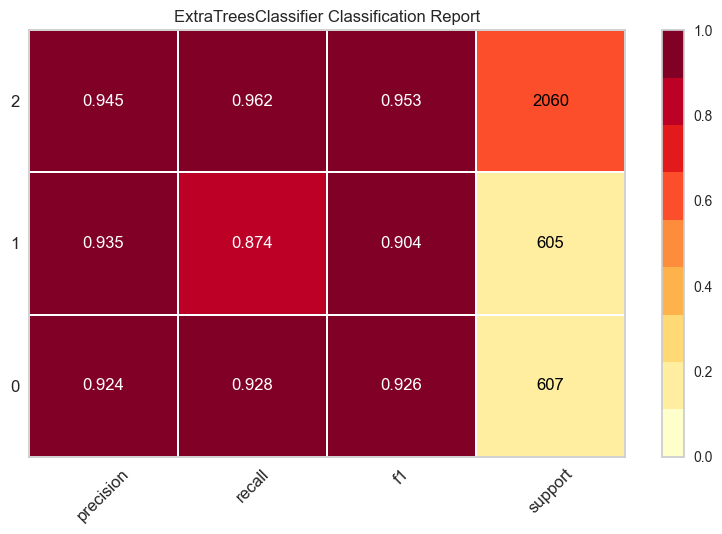 ExtraTreesClassifier Classification Report
2 0.945 0.962 0.953 2060
1 0.935 0.874 0.904 605
0 0.924 0.928 0.926 607
precision recall f1 support
1.0
0.8
0.6
0.4
0.2
0.0